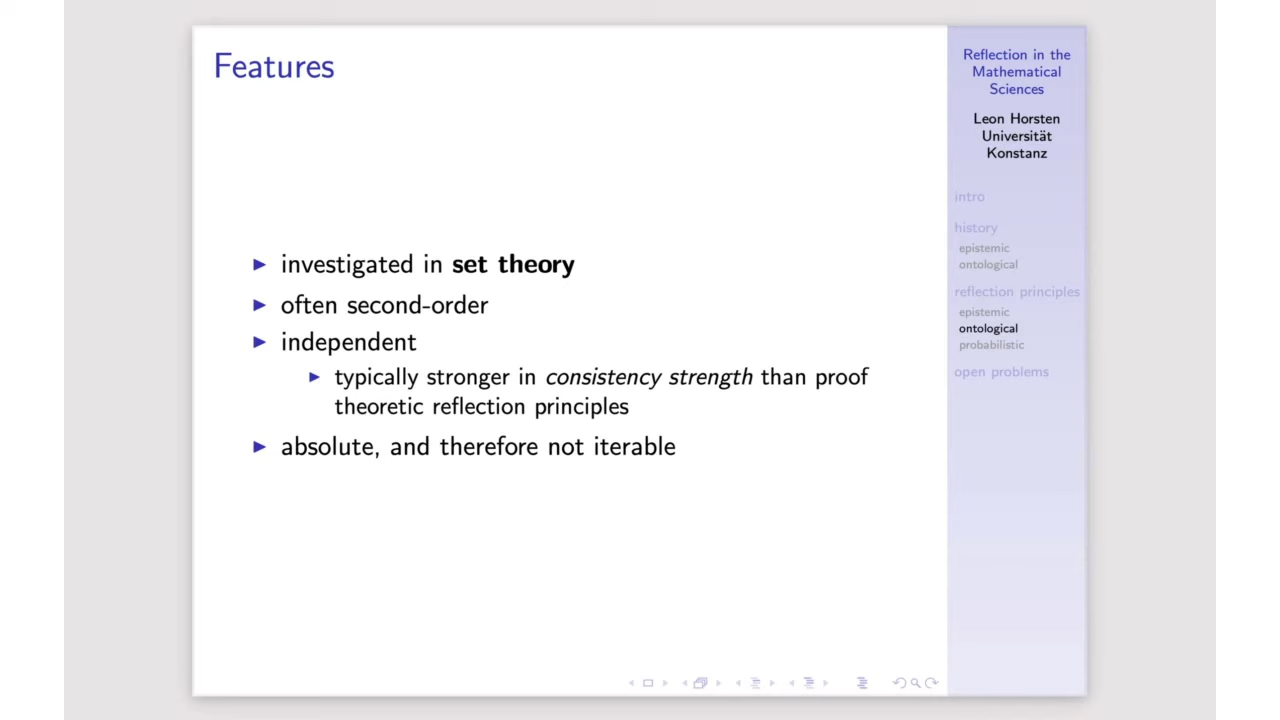 Features
investigated in set theory
often second-order
independent
typically stronger in consistency strength than proof
theoretic reflection principles
absolute, and therefore not iterable
Reflection in the
Mathematical
Sciences
Leon Horsten
Universität
Konstanz
intro
history
epistemic
ontological
reflection principles
epistemic
ontological
probabilistic
open problems